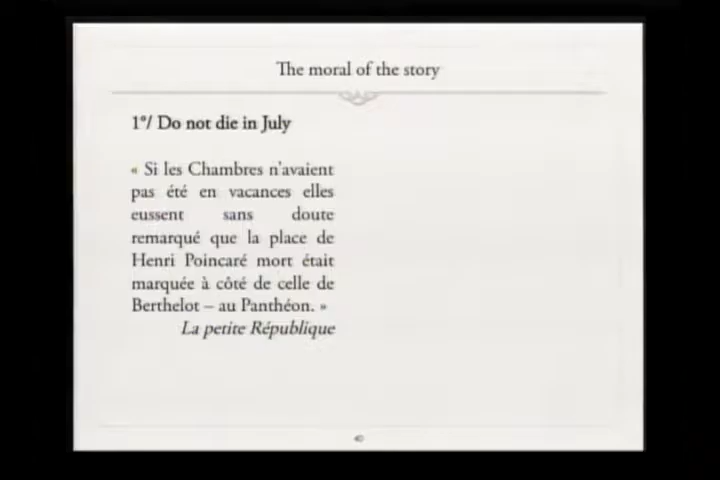 The moral of the story
1°/ Do not die in July
« Si les Chambres n'avaient
pas été en vacances elles
eussent sans doute
remarqué que la place de
Henri Poincaré mort était
marquée à côté de celle de
Berthelot – au Panthéon. »
La petite République